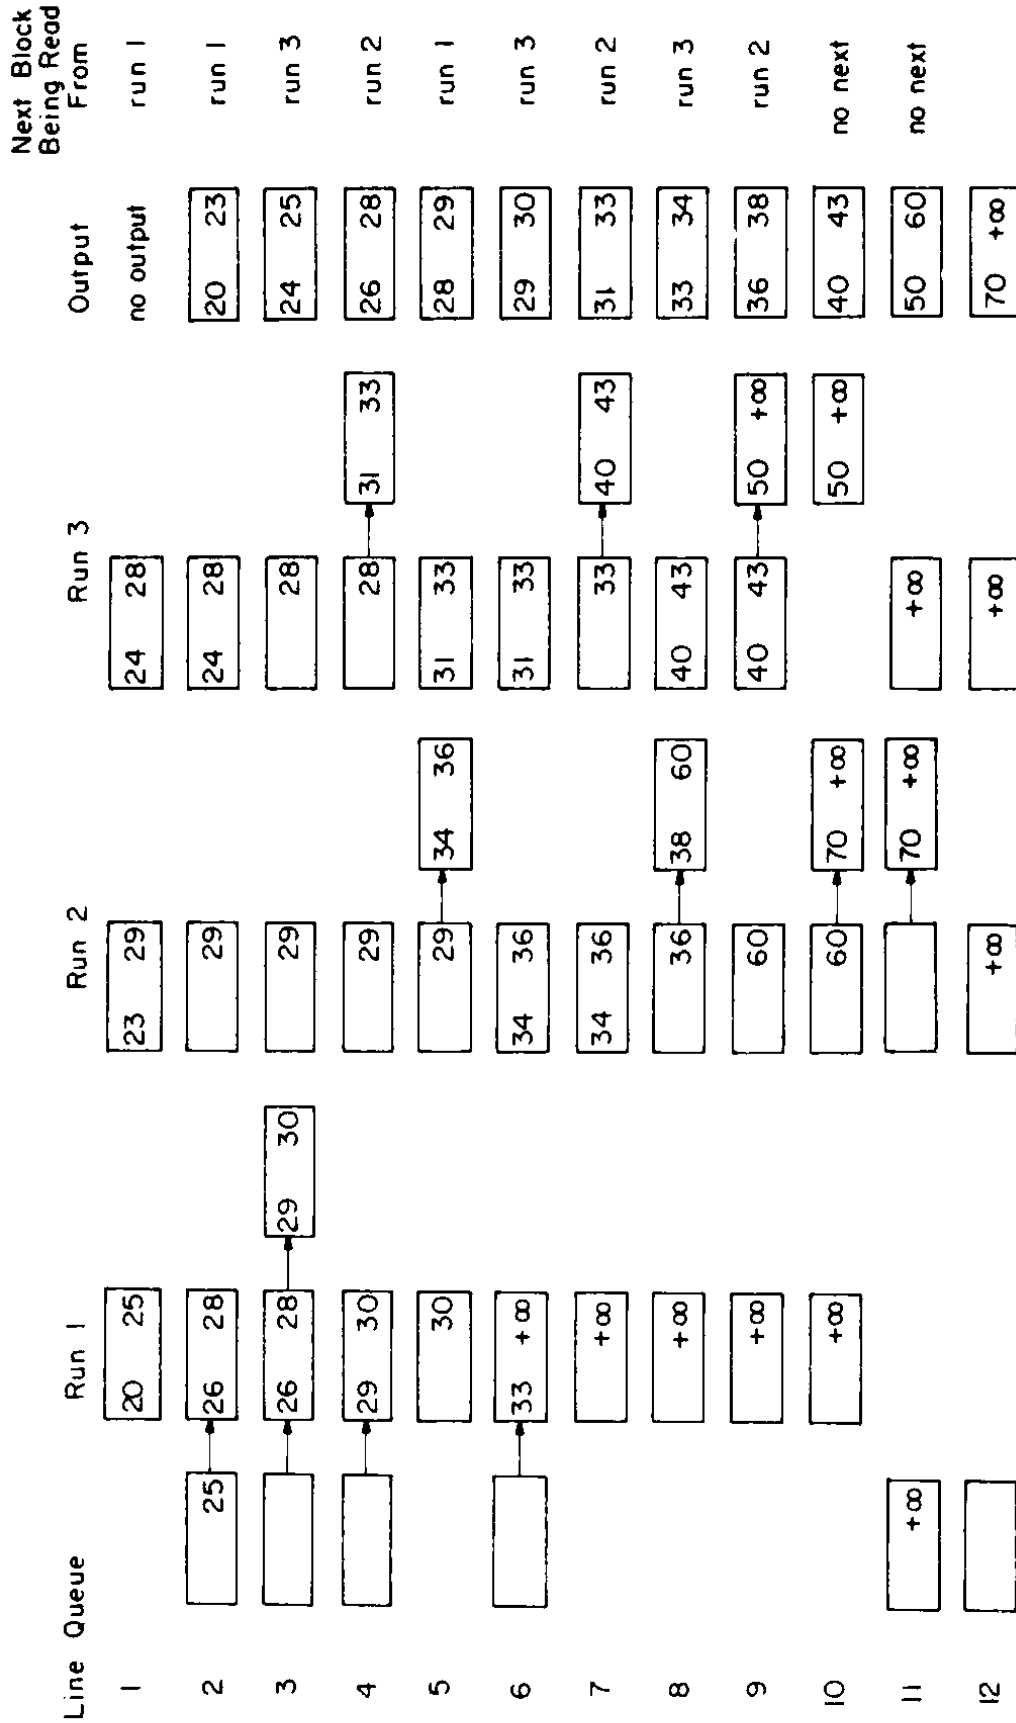 Next Block
Being Read
Line Queue Run 1 Run 2 Run 3 Output From
1 20 25 23 29 24 28 no output run 1
2 25 26 28 29 24 28 20 23 run 1
3 26 28 29 30 29 28 24 25 run 3
4 29 30 29 28 31 33 26 28 run 2
5 30 29 34 36 31 33 28 29 run 1
6 33 +∞ 34 36 31 33 29 30 run 3
7 +∞ 34 36 33 40 43 31 33 run 2
8 +∞ 36 38 60 40 43 33 34 run 3
9 +∞ 60 40 43 50 +∞ 36 38 run 2
10 +∞ 60 70 +∞ 50 +∞ 40 43 no next
11 +∞ 70 +∞ +∞ 50 60 no next
12 +∞ +∞ 70 +∞